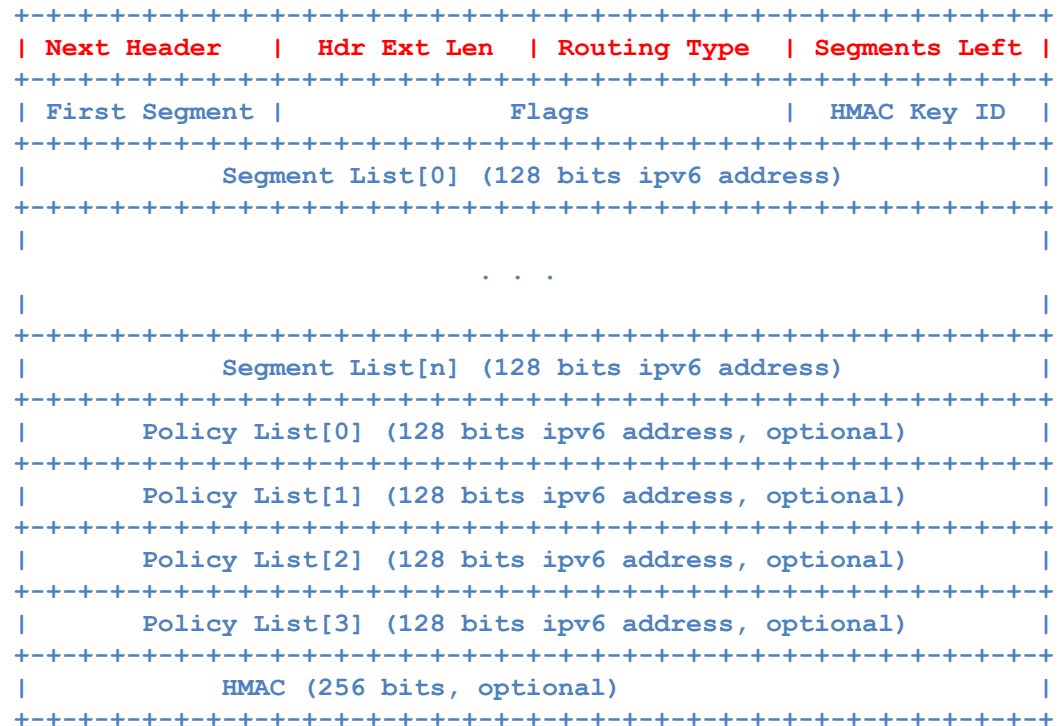 +-+-+-+-+-+-+-+-+-+-+-+-+-+-+-+-+-+-+-+-+-+-+-+-+-+-+-+-+-+-+-+-+
| Next Header   |  Hdr Ext Len  | Routing Type  | Segments Left |
+-+-+-+-+-+-+-+-+-+-+-+-+-+-+-+-+-+-+-+-+-+-+-+-+-+-+-+-+-+-+-+-+
| First Segment |             Flags             |  HMAC Key ID  |
+-+-+-+-+-+-+-+-+-+-+-+-+-+-+-+-+-+-+-+-+-+-+-+-+-+-+-+-+-+-+-+-+
|            Segment List[0] (128 bits ipv6 address)            |
+-+-+-+-+-+-+-+-+-+-+-+-+-+-+-+-+-+-+-+-+-+-+-+-+-+-+-+-+-+-+-+-+
|                                                               |
. . .
|                                                               |
+-+-+-+-+-+-+-+-+-+-+-+-+-+-+-+-+-+-+-+-+-+-+-+-+-+-+-+-+-+-+-+-+
|            Segment List[n] (128 bits ipv6 address)            |
+-+-+-+-+-+-+-+-+-+-+-+-+-+-+-+-+-+-+-+-+-+-+-+-+-+-+-+-+-+-+-+-+
|       Policy List[0] (128 bits ipv6 address, optional)        |
+-+-+-+-+-+-+-+-+-+-+-+-+-+-+-+-+-+-+-+-+-+-+-+-+-+-+-+-+-+-+-+-+
|       Policy List[1] (128 bits ipv6 address, optional)        |
+-+-+-+-+-+-+-+-+-+-+-+-+-+-+-+-+-+-+-+-+-+-+-+-+-+-+-+-+-+-+-+-+
|       Policy List[2] (128 bits ipv6 address, optional)        |
+-+-+-+-+-+-+-+-+-+-+-+-+-+-+-+-+-+-+-+-+-+-+-+-+-+-+-+-+-+-+-+-+
|       Policy List[3] (128 bits ipv6 address, optional)        |
+-+-+-+-+-+-+-+-+-+-+-+-+-+-+-+-+-+-+-+-+-+-+-+-+-+-+-+-+-+-+-+-+
|            HMAC (256 bits, optional)                          |
+-+-+-+-+-+-+-+-+-+-+-+-+-+-+-+-+-+-+-+-+-+-+-+-+-+-+-+-+-+-+-+-+